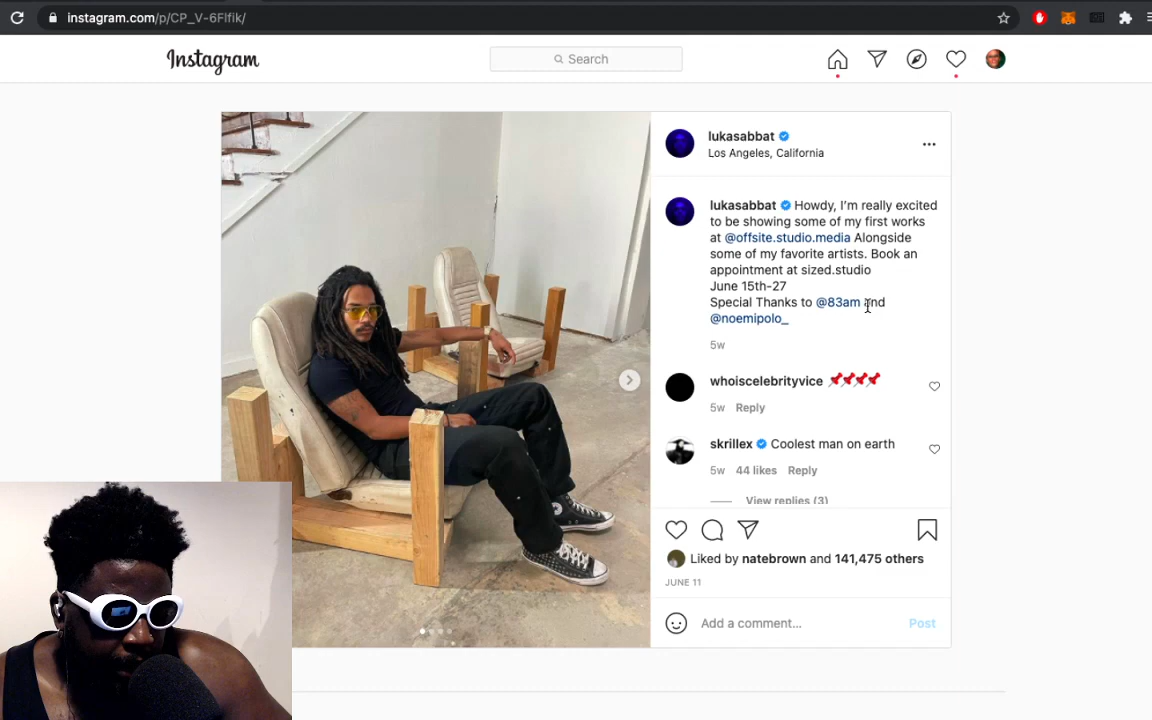 instagram.com/p/CP_V-6Flfik/
Instagram
Search
lukasabbat
Los Angeles, California
lukasabbat Howdy, I'm really excited
to be showing some of my first works
at @offsite.studio.media Alongside
some of my favorite artists. Book an
appointment at sized.studio
June 15th-27
Special Thanks to @83am and
@noemipolo_
5w
whoiscelebrityvice 📌📌📌📌
5w Reply
skrillex Coolest man on earth
5w 44 likes Reply
View replies (3)
Liked by natebrown and 141,475 others
JUNE 11
Add a comment... Post